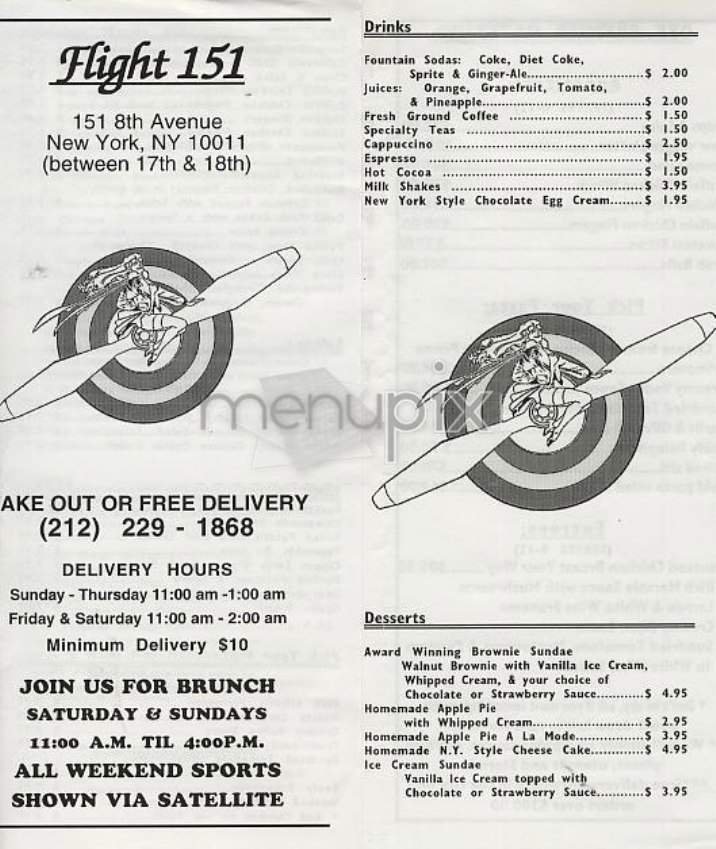 Flight 151
151 8th Avenue
New York, NY 10011
(between 17th & 18th)
menupix
AKE OUT OR FREE DELIVERY
(212) 229 - 1868
DELIVERY HOURS
Sunday - Thursday 11:00 am -1:00 am
Friday & Saturday 11:00 am - 2:00 am
Minimum Delivery $10
JOIN US FOR BRUNCH
SATURDAY & SUNDAYS
11:00 A.M. TIL 4:00P.M.
ALL WEEKEND SPORTS
SHOWN VIA SATELLITE
Drinks
Fountain Sodas: Coke, Diet Coke,
Sprite & Ginger-Ale..............................$ 2.00
Juices: Orange, Grapefruit, Tomato,
& Pineapple..........................................$ 2.00
Fresh Ground Coffee ..................................$ 1.50
Specialty Teas ..........................................$ 1.50
Cappuccino ..............................................$ 2.50
Espresso ..................................................$ 1.95
Hot Cocoa ................................................$ 1.50
Milk Shakes ..............................................$ 3.95
New York Style Chocolate Egg Cream........$ 1.95
Desserts
Award Winning Brownie Sundae
Walnut Brownie with Vanilla Ice Cream,
Whipped Cream, & your choice of
Chocolate or Strawberry Sauce............$ 4.95
Homemade Apple Pie
with Whipped Cream............................$ 2.95
Homemade Apple Pie A La Mode.................$ 3.95
Homemade N.Y. Style Cheese Cake..............$ 4.95
Ice Cream Sundae
Vanilla Ice Cream topped with
Chocolate or Strawberry Sauce............$ 3.95